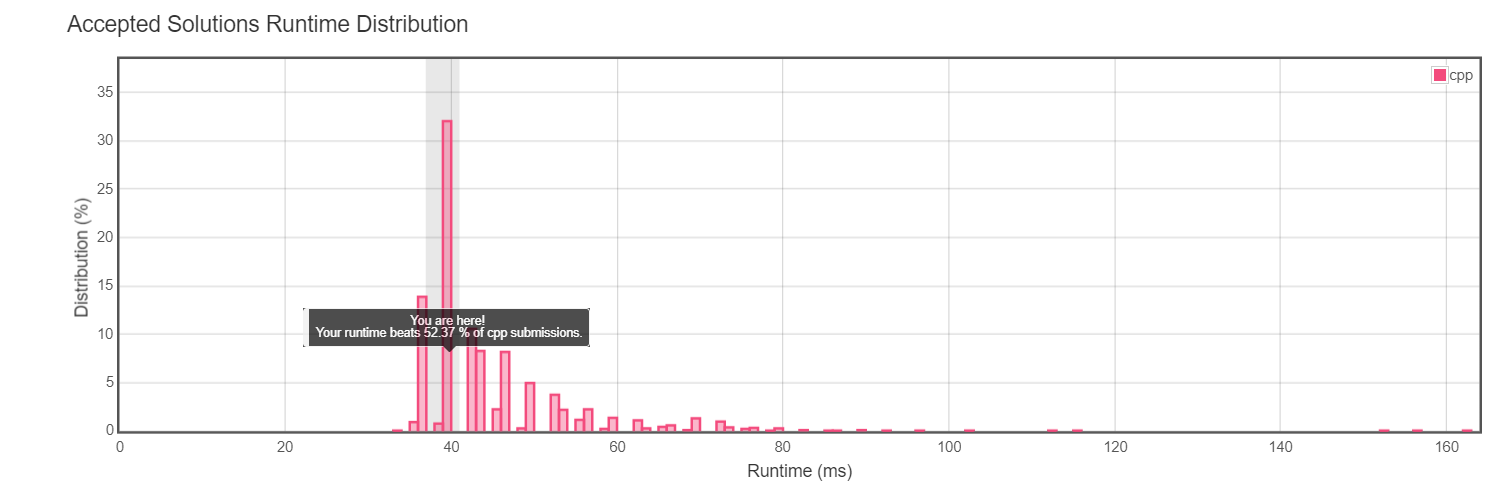 Accepted Solutions Runtime Distribution
cpp
35
30
25
20
15
10
5
0
Distribution (%)
You are here!
Your runtime beats 52.37 % of cpp submissions.
0 20 40 60 80 100 120 140 160
Runtime (ms)